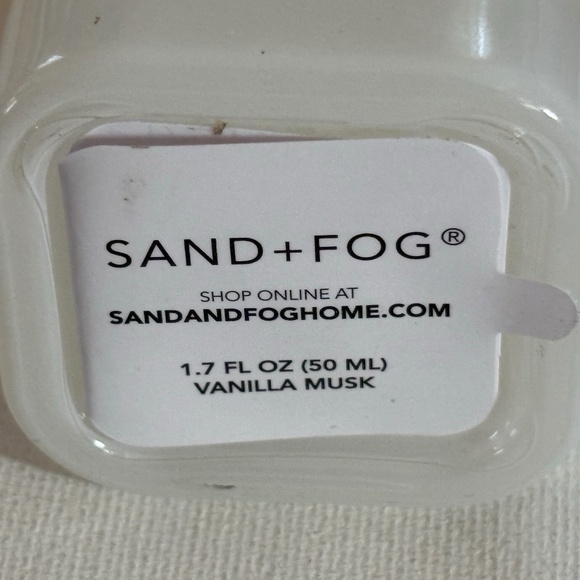 SAND+FOG®
SHOP ONLINE AT
SANDANDFOGHOME.COM
1.7 FL OZ (50 ML)
VANILLA MUSK